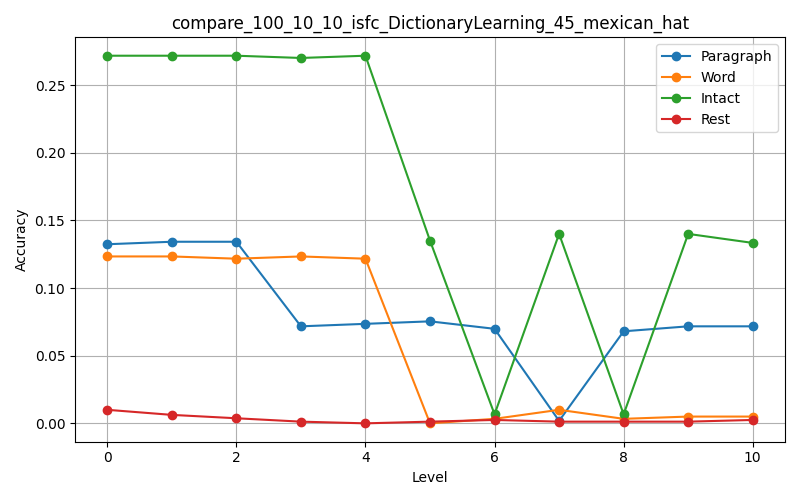 compare_100_10_10_isfc_DictionaryLearning_45_mexican_hat
Paragraph
Word
Intact
Rest
Accuracy
0.25
0.20
0.15
0.10
0.05
0.00
0 2 4 6 8 10
Level